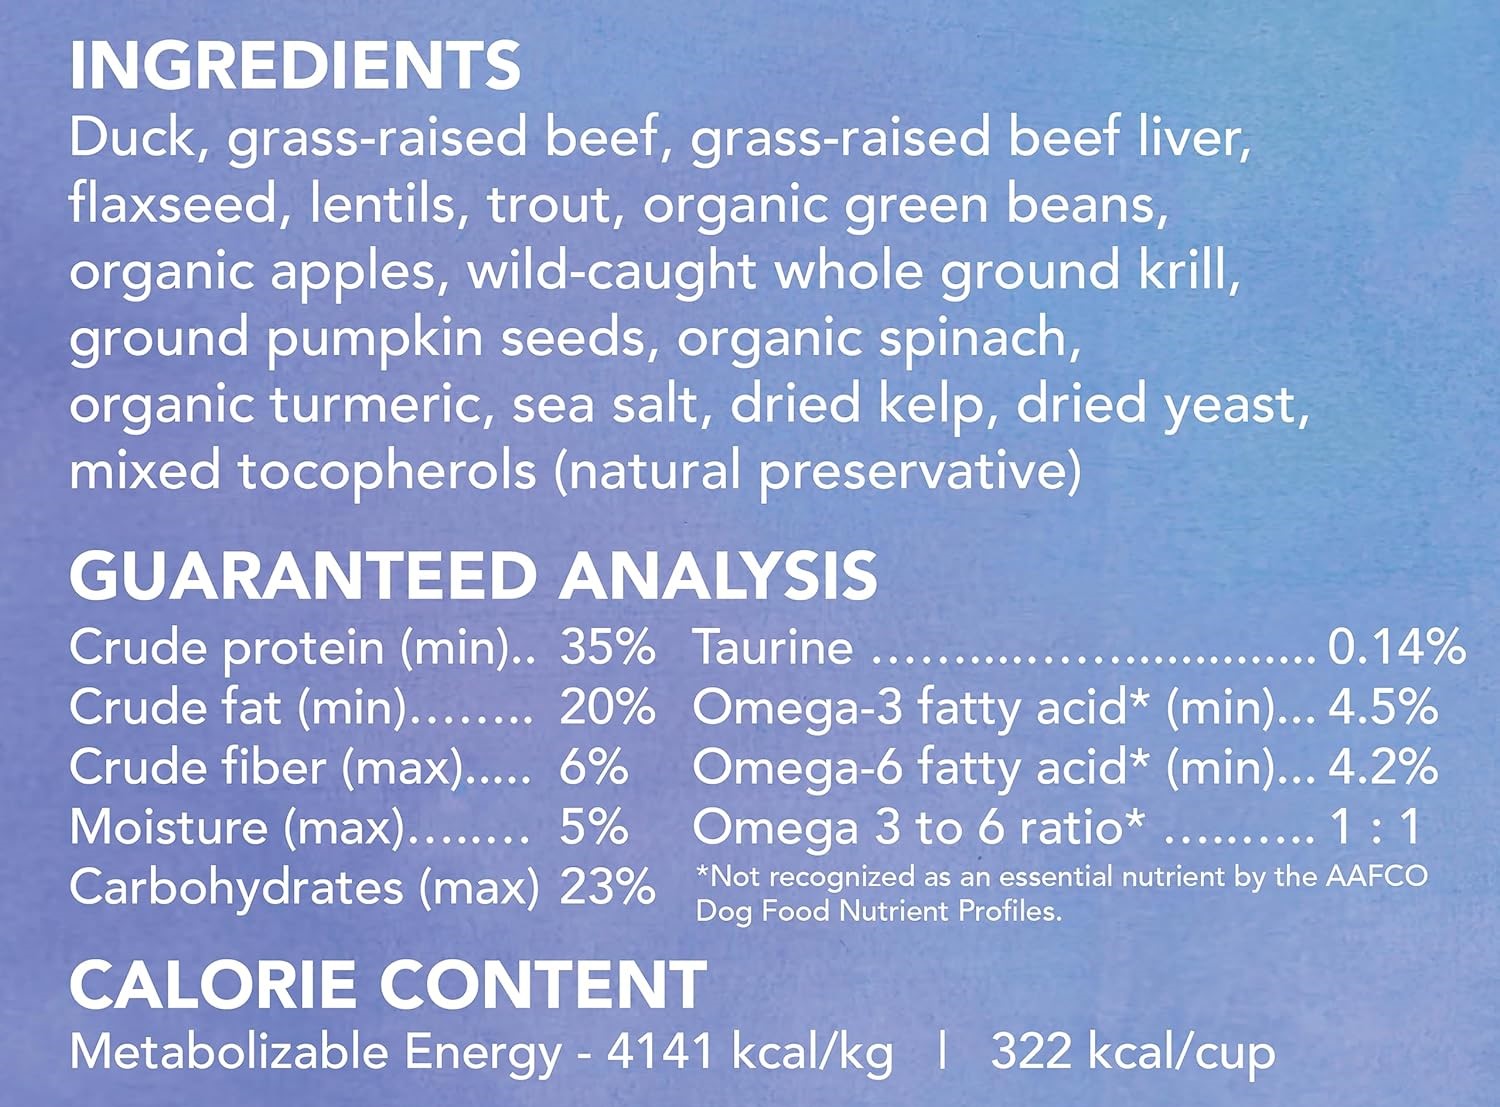 INGREDIENTS
Duck, grass-raised beef, grass-raised beef liver,
flaxseed, lentils, trout, organic green beans,
organic apples, wild-caught whole ground krill,
ground pumpkin seeds, organic spinach,
organic turmeric, sea salt, dried kelp, dried yeast,
mixed tocopherols (natural preservative)
GUARANTEED ANALYSIS
Crude protein (min).. 35%
Crude fat (min)........ 20%
Crude fiber (max)..... 6%
Moisture (max)........ 5%
Carbohydrates (max) 23%
Taurine ................................ 0.14%
Omega-3 fatty acid* (min)... 4.5%
Omega-6 fatty acid* (min)... 4.2%
Omega 3 to 6 ratio* ........... 1 : 1
*Not recognized as an essential nutrient by the AAFCO
Dog Food Nutrient Profiles.
CALORIE CONTENT
Metabolizable Energy - 4141 kcal/kg | 322 kcal/cup